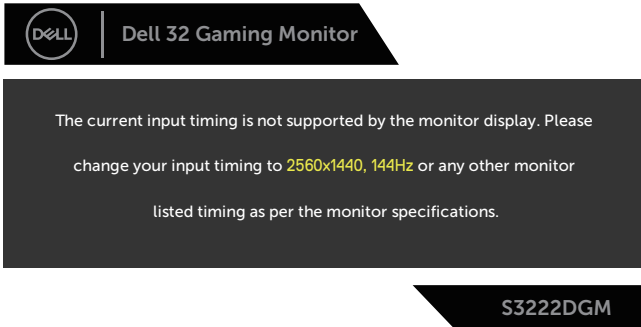 DELL
Dell 32 Gaming Monitor
The current input timing is not supported by the monitor display. Please
change your input timing to 2560x1440, 144Hz or any other monitor
listed timing as per the monitor specifications.
S3222DGM